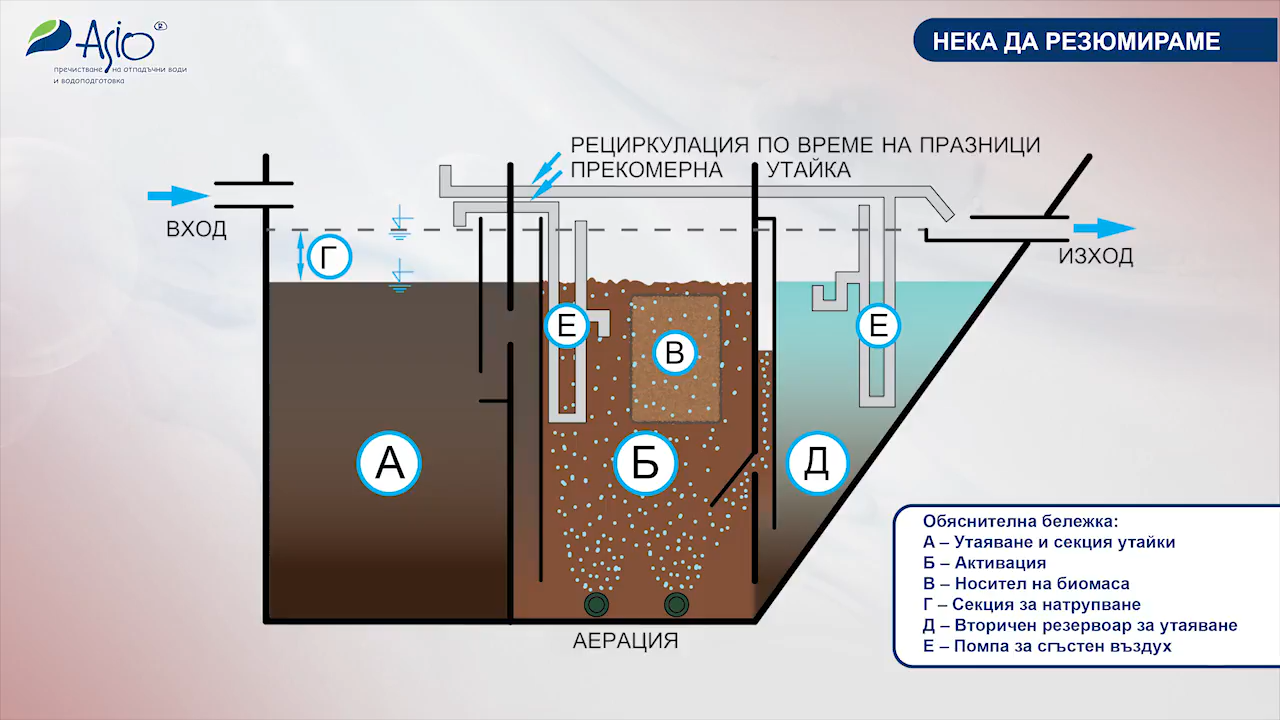 Asio ®
пречистване на отпадъчни води
и водоподготовка
НЕКА ДА РЕЗЮМИРАМЕ
РЕЦИРКУЛАЦИЯ ПО ВРЕМЕ НА ПРАЗНИЦИ
ПРЕКОМЕРНА УТАЙКА
ВХОД
ИЗХОД
Г
Е
Е
В
А
Б
Д
АЕРАЦИЯ
Обяснителна бележка:
А – Утаяване и секция утайки
Б – Активация
В – Носител на биомаса
Г – Секция за натрупване
Д – Вторичен резервоар за утаяване
Е – Помпа за сгъстен въздух